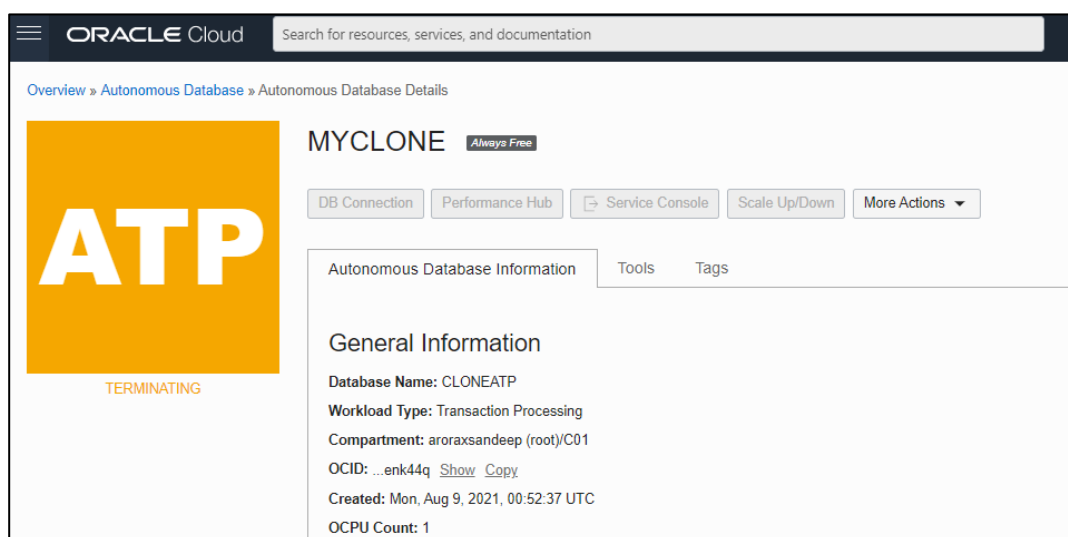 ORACLE Cloud
Search for resources, services, and documentation
Overview » Autonomous Database » Autonomous Database Details
ATP
TERMINATING
MYCLONE Always Free
DB Connection Performance Hub Service Console Scale Up/Down More Actions
Autonomous Database Information Tools Tags
General Information
Database Name: CLONEATP
Workload Type: Transaction Processing
Compartment: aroraxsandeep (root)/C01
OCID: ...enk44q Show Copy
Created: Mon, Aug 9, 2021, 00:52:37 UTC
OCPU Count: 1